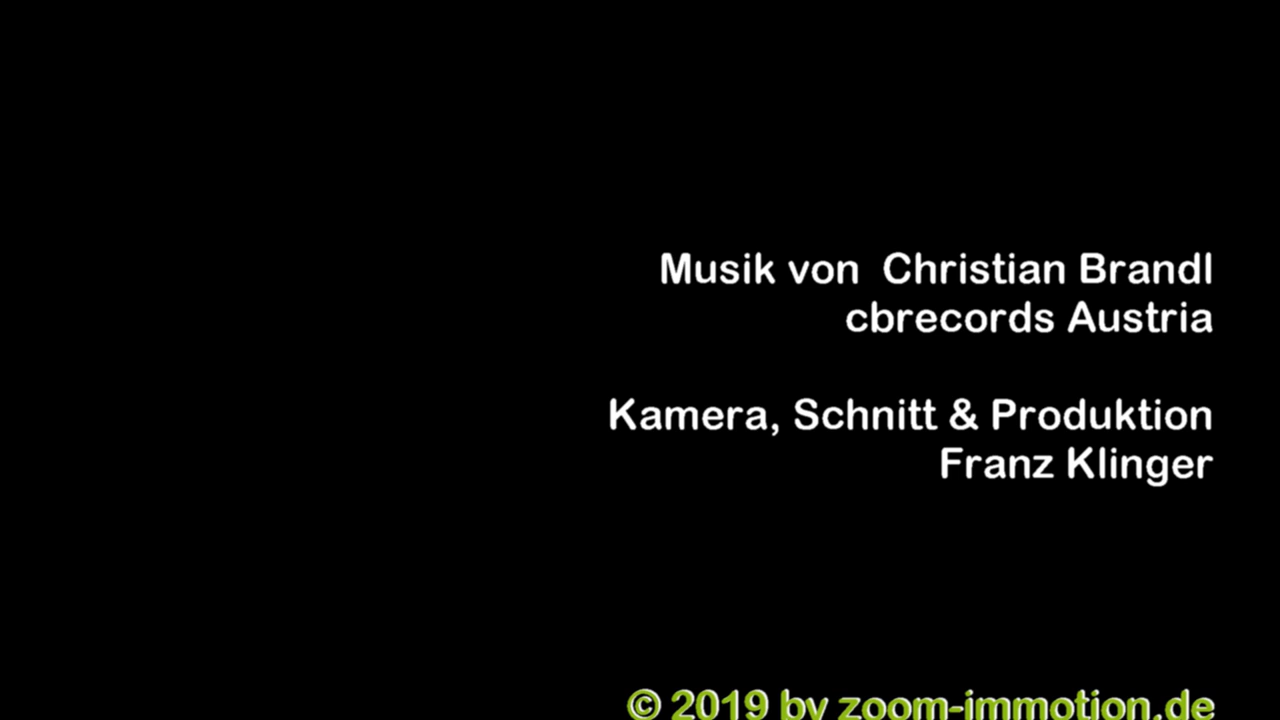 Musik von  Christian Brandl
cbrecords Austria
Kamera, Schnitt & Produktion
Franz Klinger
© 2019 by zoom-immotion.de